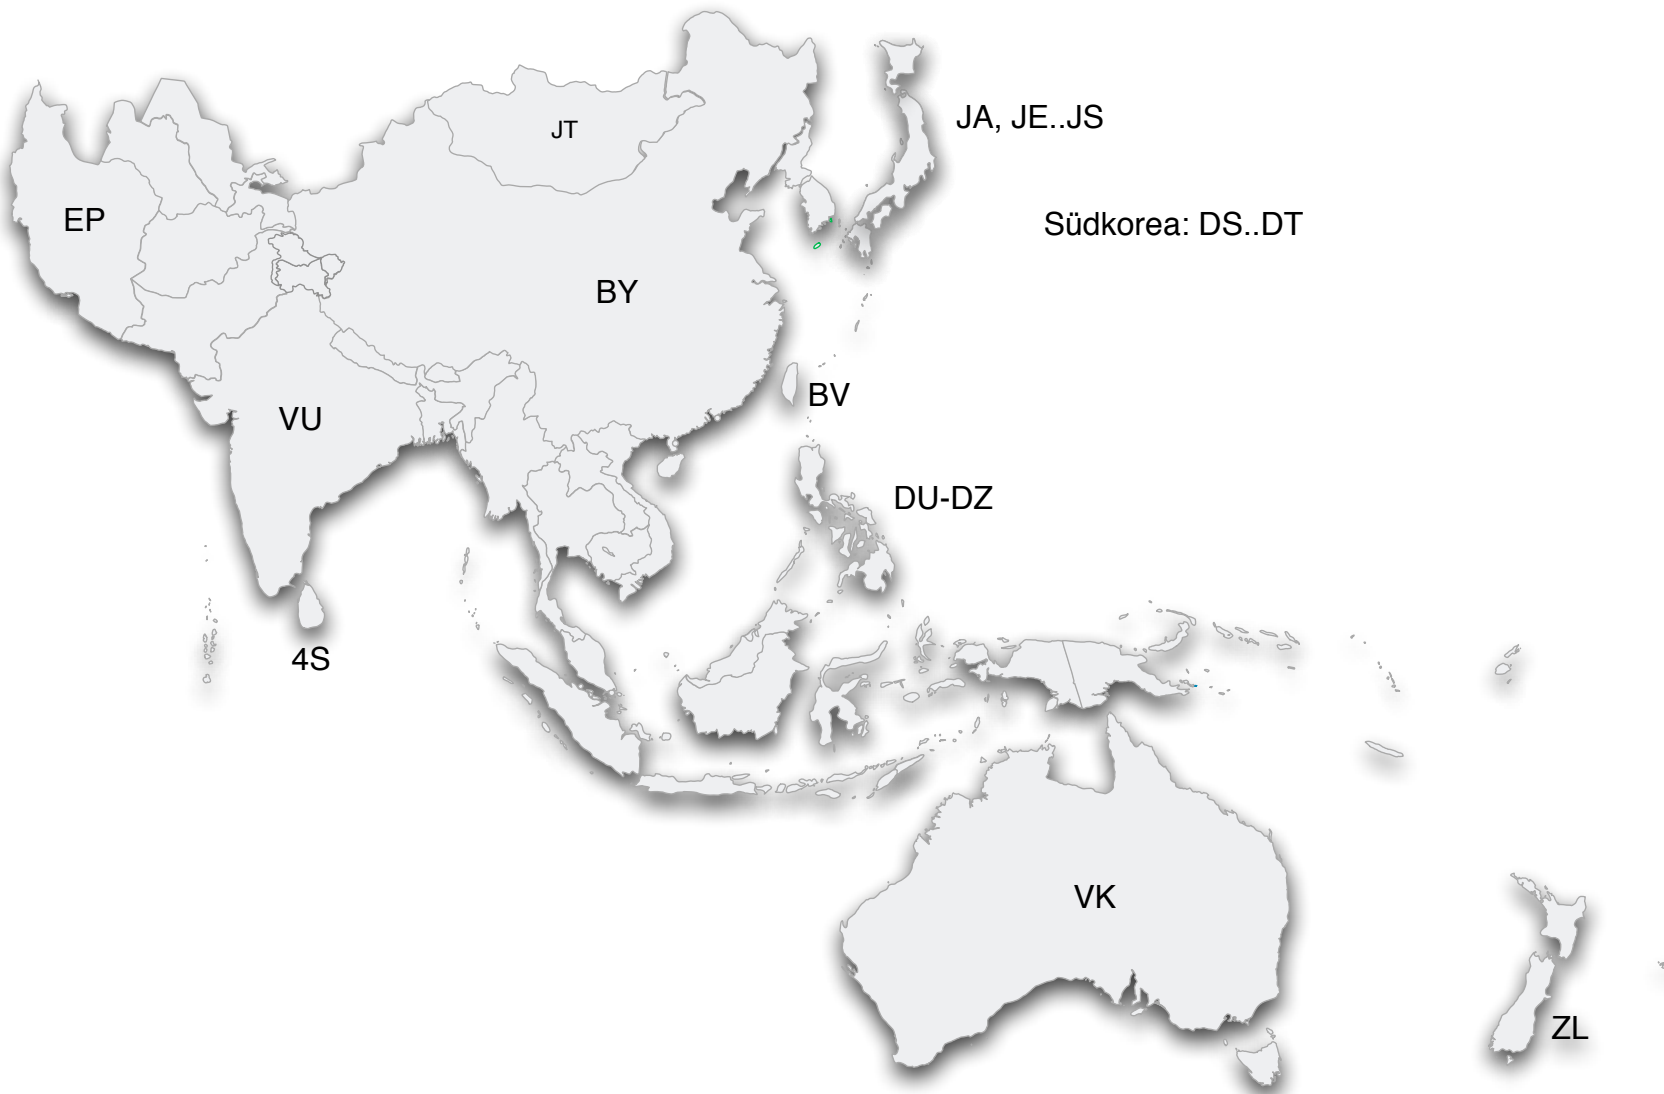 JA, JE..JS
JT
EP
Südkorea: DS..DT
BY
BV
VU
DU-DZ
4S
VK
ZL